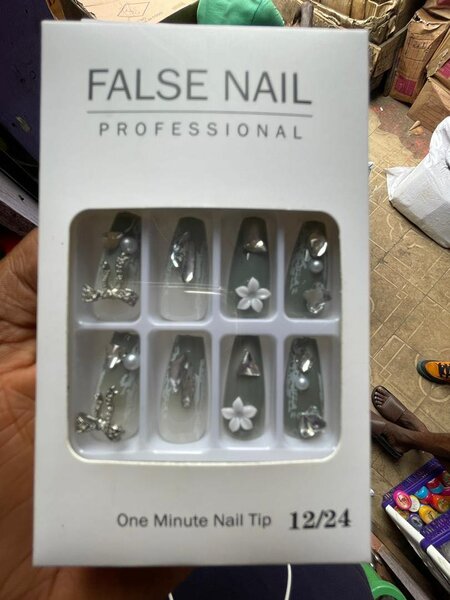 FALSE NAIL
PROFESSIONAL
One Minute Nail Tip 12/24